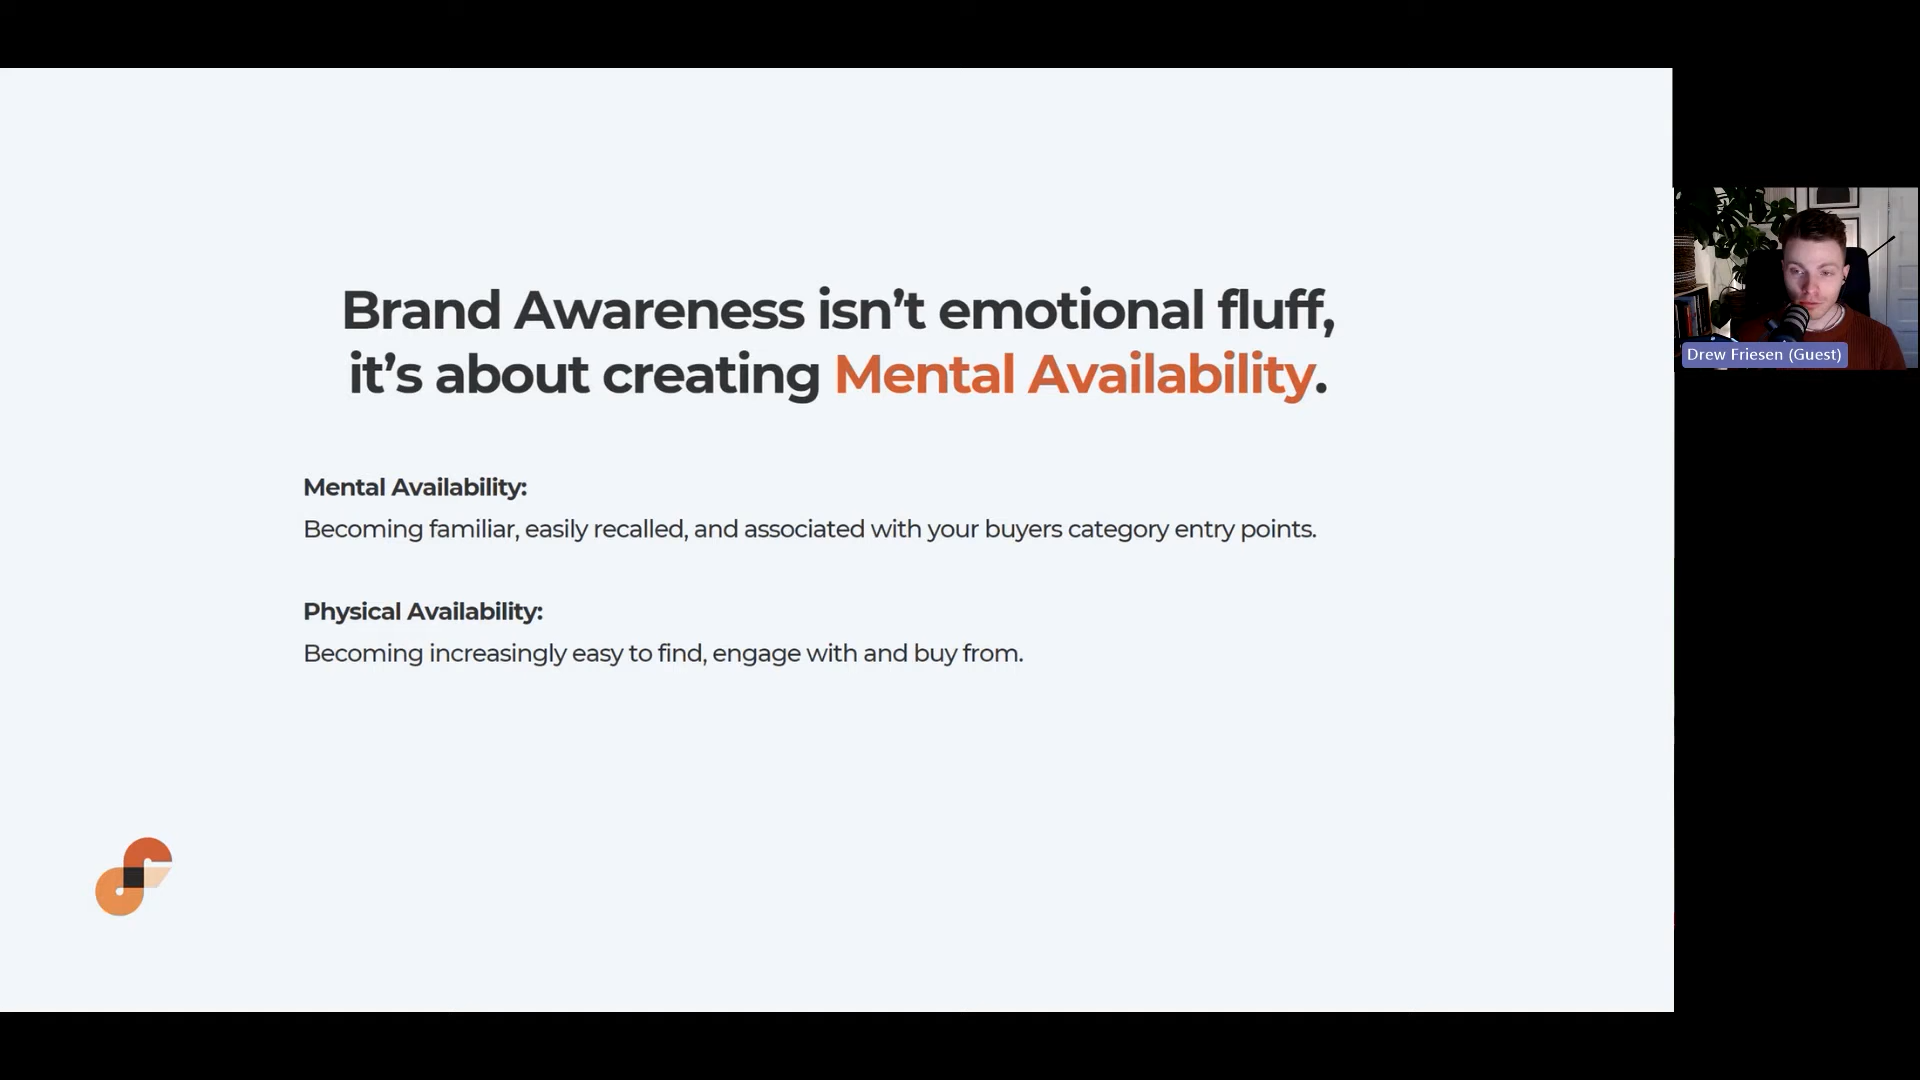 Brand Awareness isn’t emotional fluff,
it’s about creating Mental Availability.
Mental Availability:
Becoming familiar, easily recalled, and associated with your buyers category entry points.
Physical Availability:
Becoming increasingly easy to find, engage with and buy from.
Drew Friesen (Guest)